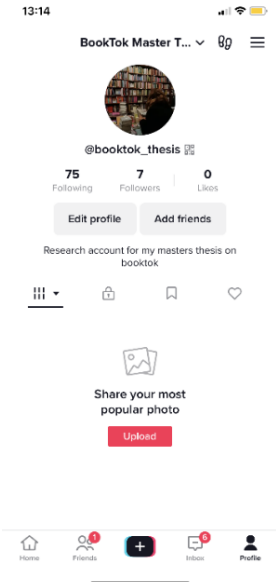 13:14
BookTok Master T...
@booktok_thesis
75 7 0
Following Followers Likes
Edit profile Add friends
Research account for my masters thesis on
booktok
Share your most
popular photo
Upload
1 6
Home Friends Inbox Profile